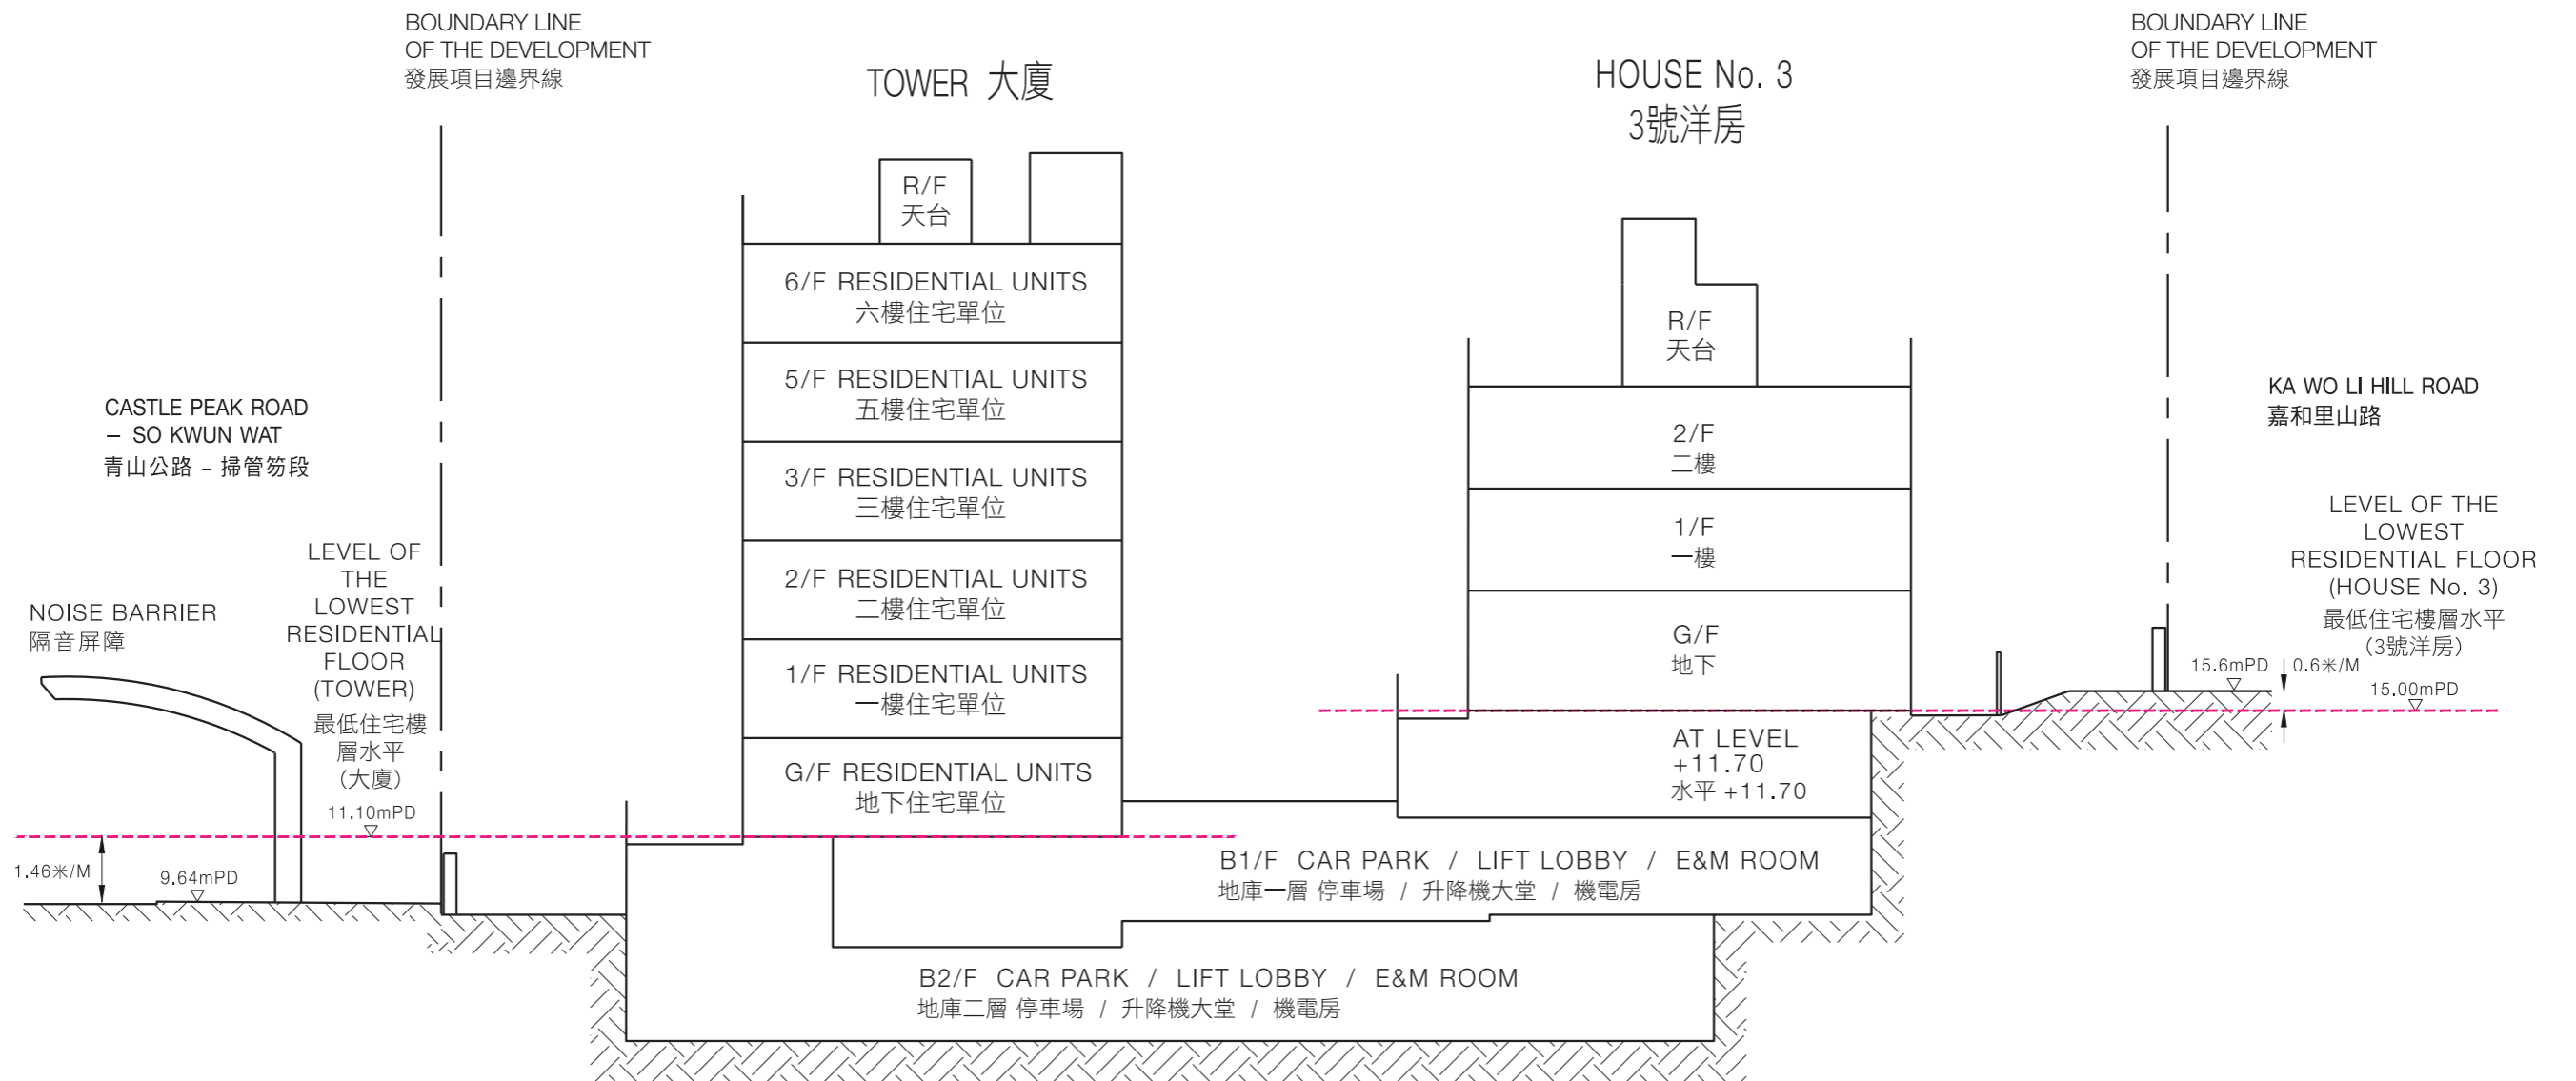 BOUNDARY LINE
OF THE DEVELOPMENT
發展項目邊界線
TOWER 大廈
HOUSE No. 3
3號洋房
BOUNDARY LINE
OF THE DEVELOPMENT
發展項目邊界線
R/F
天台
6/F RESIDENTIAL UNITS
六樓住宅單位
5/F RESIDENTIAL UNITS
五樓住宅單位
3/F RESIDENTIAL UNITS
三樓住宅單位
2/F RESIDENTIAL UNITS
二樓住宅單位
1/F RESIDENTIAL UNITS
一樓住宅單位
G/F RESIDENTIAL UNITS
地下住宅單位
R/F
天台
2/F
二樓
1/F
一樓
G/F
地下
AT LEVEL
+11.70
水平 +11.70
CASTLE PEAK ROAD
– SO KWUN WAT
青山公路 – 掃管笏段
LEVEL OF
THE
LOWEST
RESIDENTIAL
FLOOR
(TOWER)
最低住宅樓
層水平
(大廈)
11.10mPD
NOISE BARRIER
隔音屏障
1.46米/M
9.64mPD
KA WO LI HILL ROAD
嘉和里山路
LEVEL OF THE
LOWEST
RESIDENTIAL FLOOR
(HOUSE No. 3)
最低住宅樓層水平
(3號洋房)
15.6mPD
0.6米/M
15.00mPD
B1/F CAR PARK / LIFT LOBBY / E&M ROOM
地庫一層 停車場 / 升降機大堂 / 機電房
B2/F CAR PARK / LIFT LOBBY / E&M ROOM
地庫二層 停車場 / 升降機大堂 / 機電房